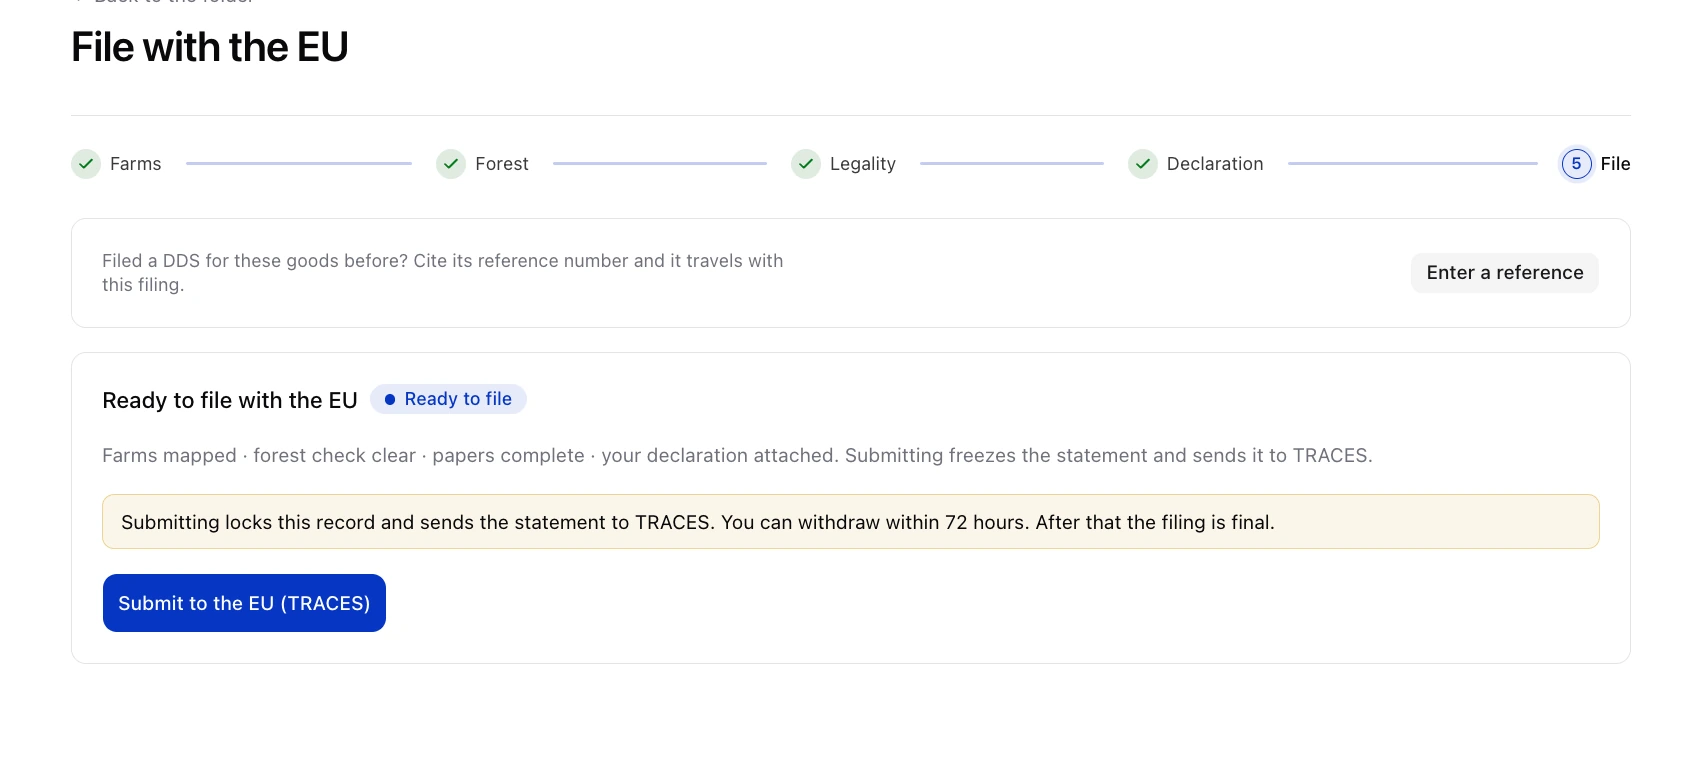 Back to the folder
File with the EU
Farms
Forest
Legality
Declaration
5 File
Filed a DDS for these goods before? Cite its reference number and it travels with
this filing.
Enter a reference
Ready to file with the EU
Ready to file
Farms mapped · forest check clear · papers complete · your declaration attached. Submitting freezes the statement and sends it to TRACES.
Submitting locks this record and sends the statement to TRACES. You can withdraw within 72 hours. After that the filing is final.
Submit to the EU (TRACES)